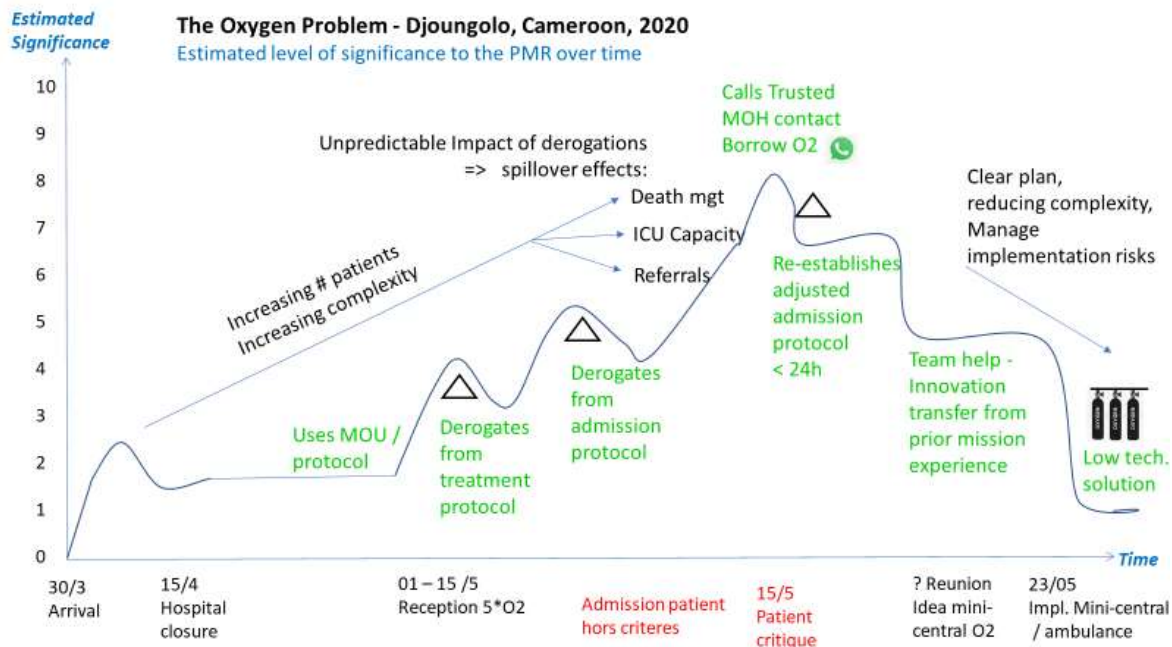 Estimated
Significance
The Oxygen Problem - Djoungolo, Cameroon, 2020
Estimated level of significance to the PMR over time
10
9
8
7
6
5
4
3
2
1
0
Increasing # patients
Increasing complexity
Unpredictable Impact of derogations
=> spillover effects:
Death mgt
ICU Capacity
Referrals
Calls Trusted
MOH contact
Borrow O2
Clear plan,
reducing complexity,
Manage
implementation risks
Uses MOU /
protocol
Derogates
from
treatment
protocol
Derogates
from
admission
protocol
Re-establishes
adjusted
admission
protocol
< 24h
Team help -
Innovation
transfer from
prior mission
experience
Low tech.
solution
Time
30/3
Arrival
15/4
Hospital
closure
01 – 15 /5
Reception 5*O2
Admission patient
hors criteres
15/5
Patient
critique
? Reunion
Idea mini-
central O2
23/05
Impl. Mini-central
/ ambulance